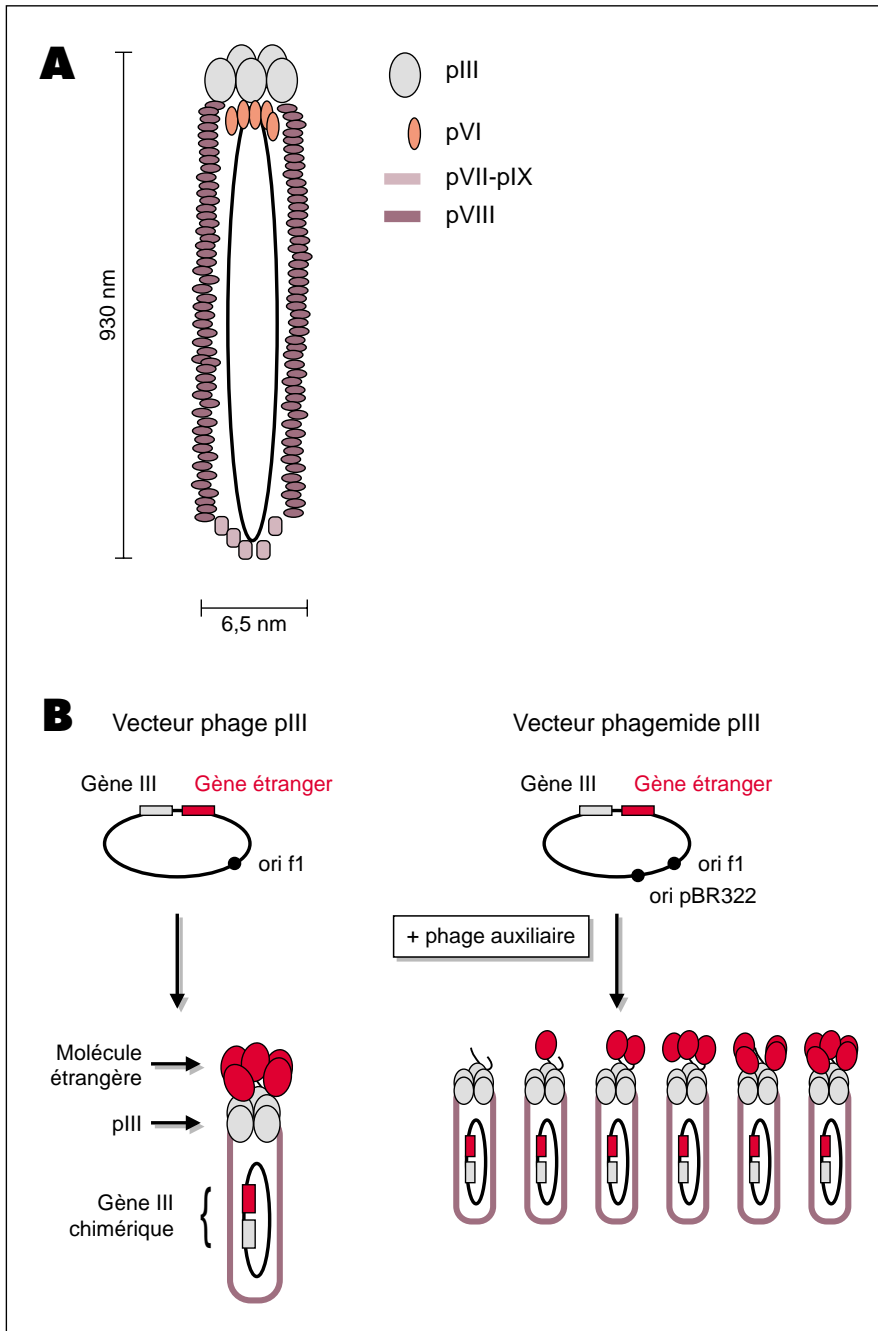 A
pIII
pVI
pVII-pIX
pVIII
930 nm
6,5 nm
B
Vecteur phage pIII
Gène III
Gène étranger
ori f1
Molécule
étrangère
pIII
Gène III
chimérique
{
Vecteur phagemide pIII
Gène III
Gène étranger
ori f1
ori pBR322
+ phage auxiliaire